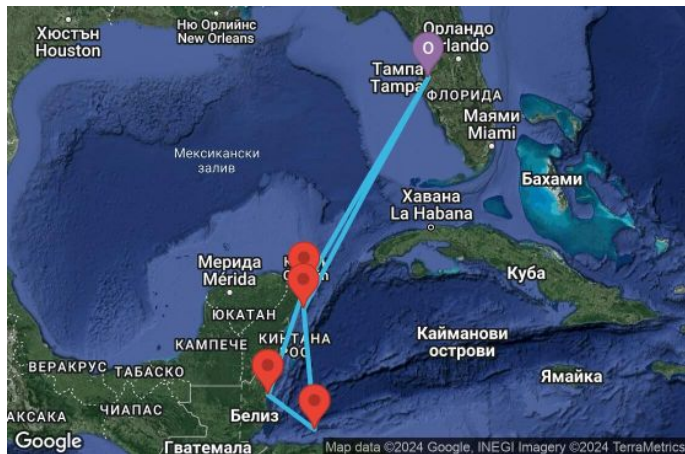 Хюстън
Houston
Ню Орлийнс
New Orleans
Орландо
О
Тампа
Tampa
ФЛОРИДА
Маями
Miami
Мексикански
залив
Бахами
Хавана
La Habana
Мерида
Mérida
Куба
ЮКАТАН
КАМПЕЧЕ
КИНТАНА
Кайманови
острови
ВЕРАКРУС
ТАБАСКО
Ямайка
ЧИАПАС
Белиз
Гватемала
Google
Map data ©2024 Google, INEGI Imagery ©2024 TerraMetrics